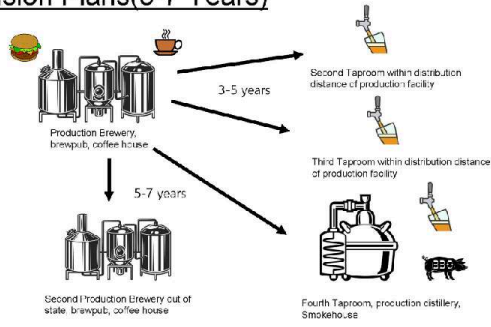 Plans(5-7 Years)
Second Taproom within distribution
distance of production facility
3-5 years
Production Brewery,
brewpub, coffee house
Third Taproom within distribution distance
of production facility
5-7 years
Second Production Brewery out of
state, brewpub, coffee house
Fourth Taproom, production distillery,
Smokehouse